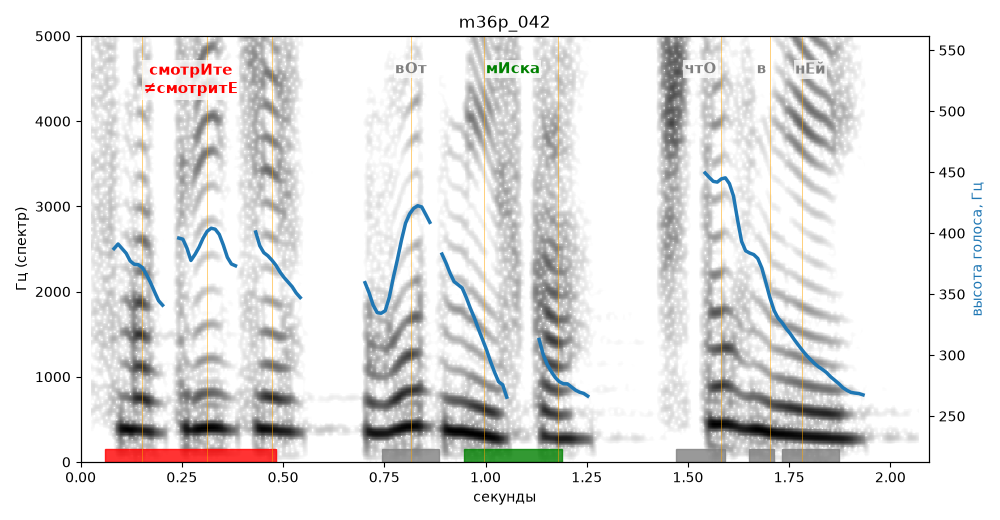 m36p_042
смотрИте
≠смотритЕ
вОт
мИска
чтО
в
нЕй
Гц (спектр)
5000
4000
3000
2000
1000
0
высота голоса, Гц
550
500
450
400
350
300
250
0.00 0.25 0.50 0.75 1.00 1.25 1.50 1.75 2.00
секунды